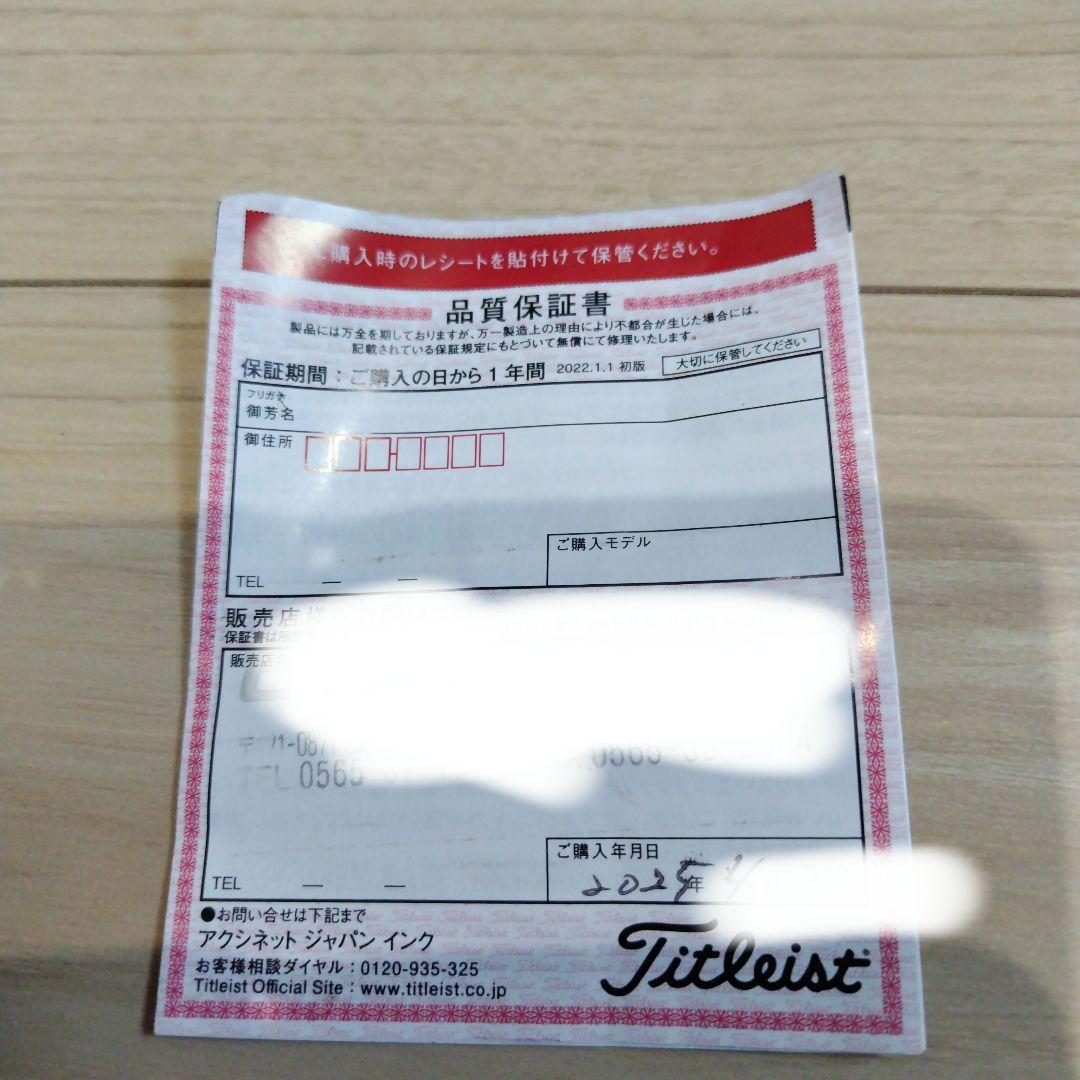 購入時のレシートを貼付けて保管ください。
品質保証書
製品には万全を期しておりますが、万一製造上の理由により不都合が生じた場合には、
記載されている保証規定にもとづいて無償にて修理いたします。
保証期間：ご購入の日から1年間 2022.1.1 初版 大切に保管してください
フリガナ
御芳名
御住所
ご購入モデル
TEL — —
販売店様へ
保証書は
販売店
TEL 0565
ご購入年月日
2025年
TEL — —
●お問い合せは下記まで
アクシネット ジャパン インク
お客様相談ダイヤル：0120-935-325
Titleist Official Site：www.titleist.co.jp
Titleist